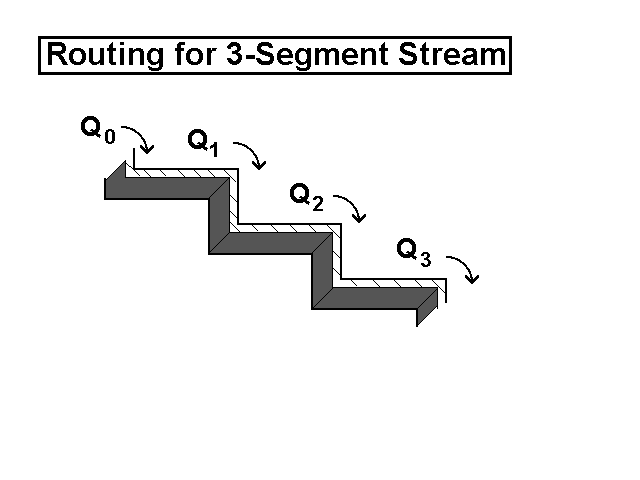 Routing for 3-Segment Stream
Q0
Q1
Q2
Q3